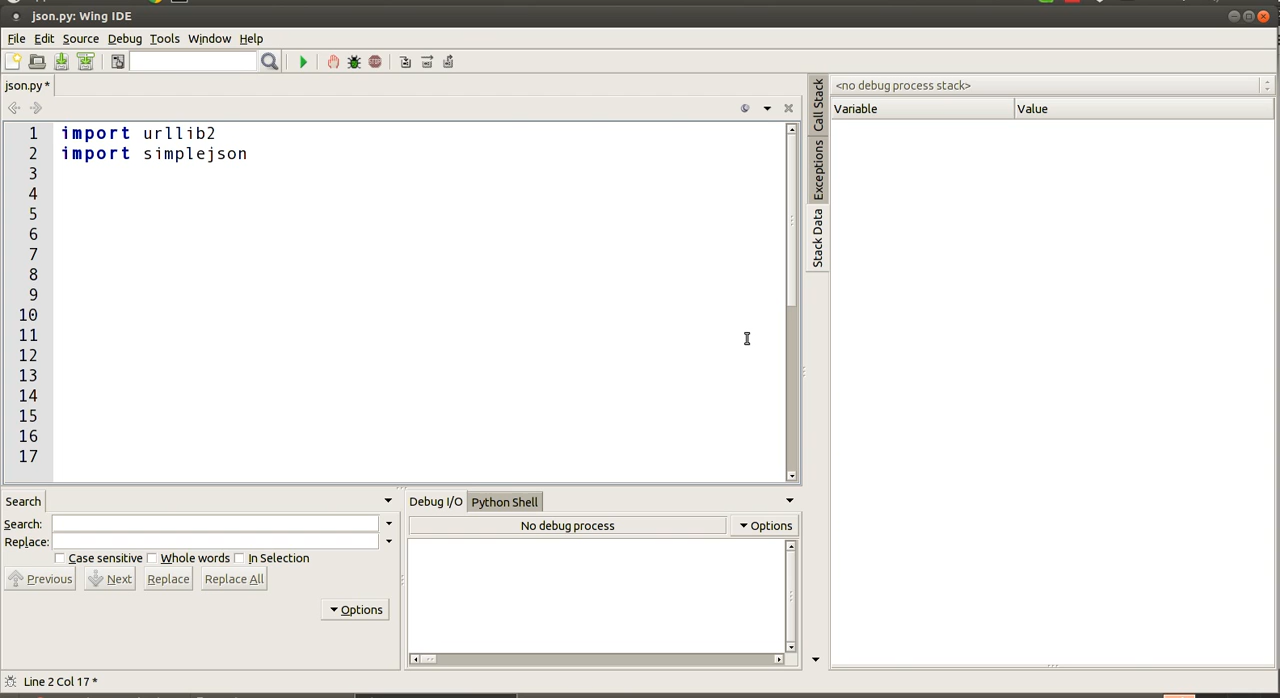 json.py: Wing IDE
File Edit Source Debug Tools Window Help
json.py *
1 import urllib2
2 import simplejson
3
4
5
6
7
8
9
10
11
12
13
14
15
16
17
Call Stack
Exceptions
Stack Data
<no debug process stack>
Variable Value
Search
Search:
Replace:
Case sensitive Whole words In Selection
Previous Next Replace Replace All
Options
Debug I/O Python Shell
No debug process Options
Line 2 Col 17 *